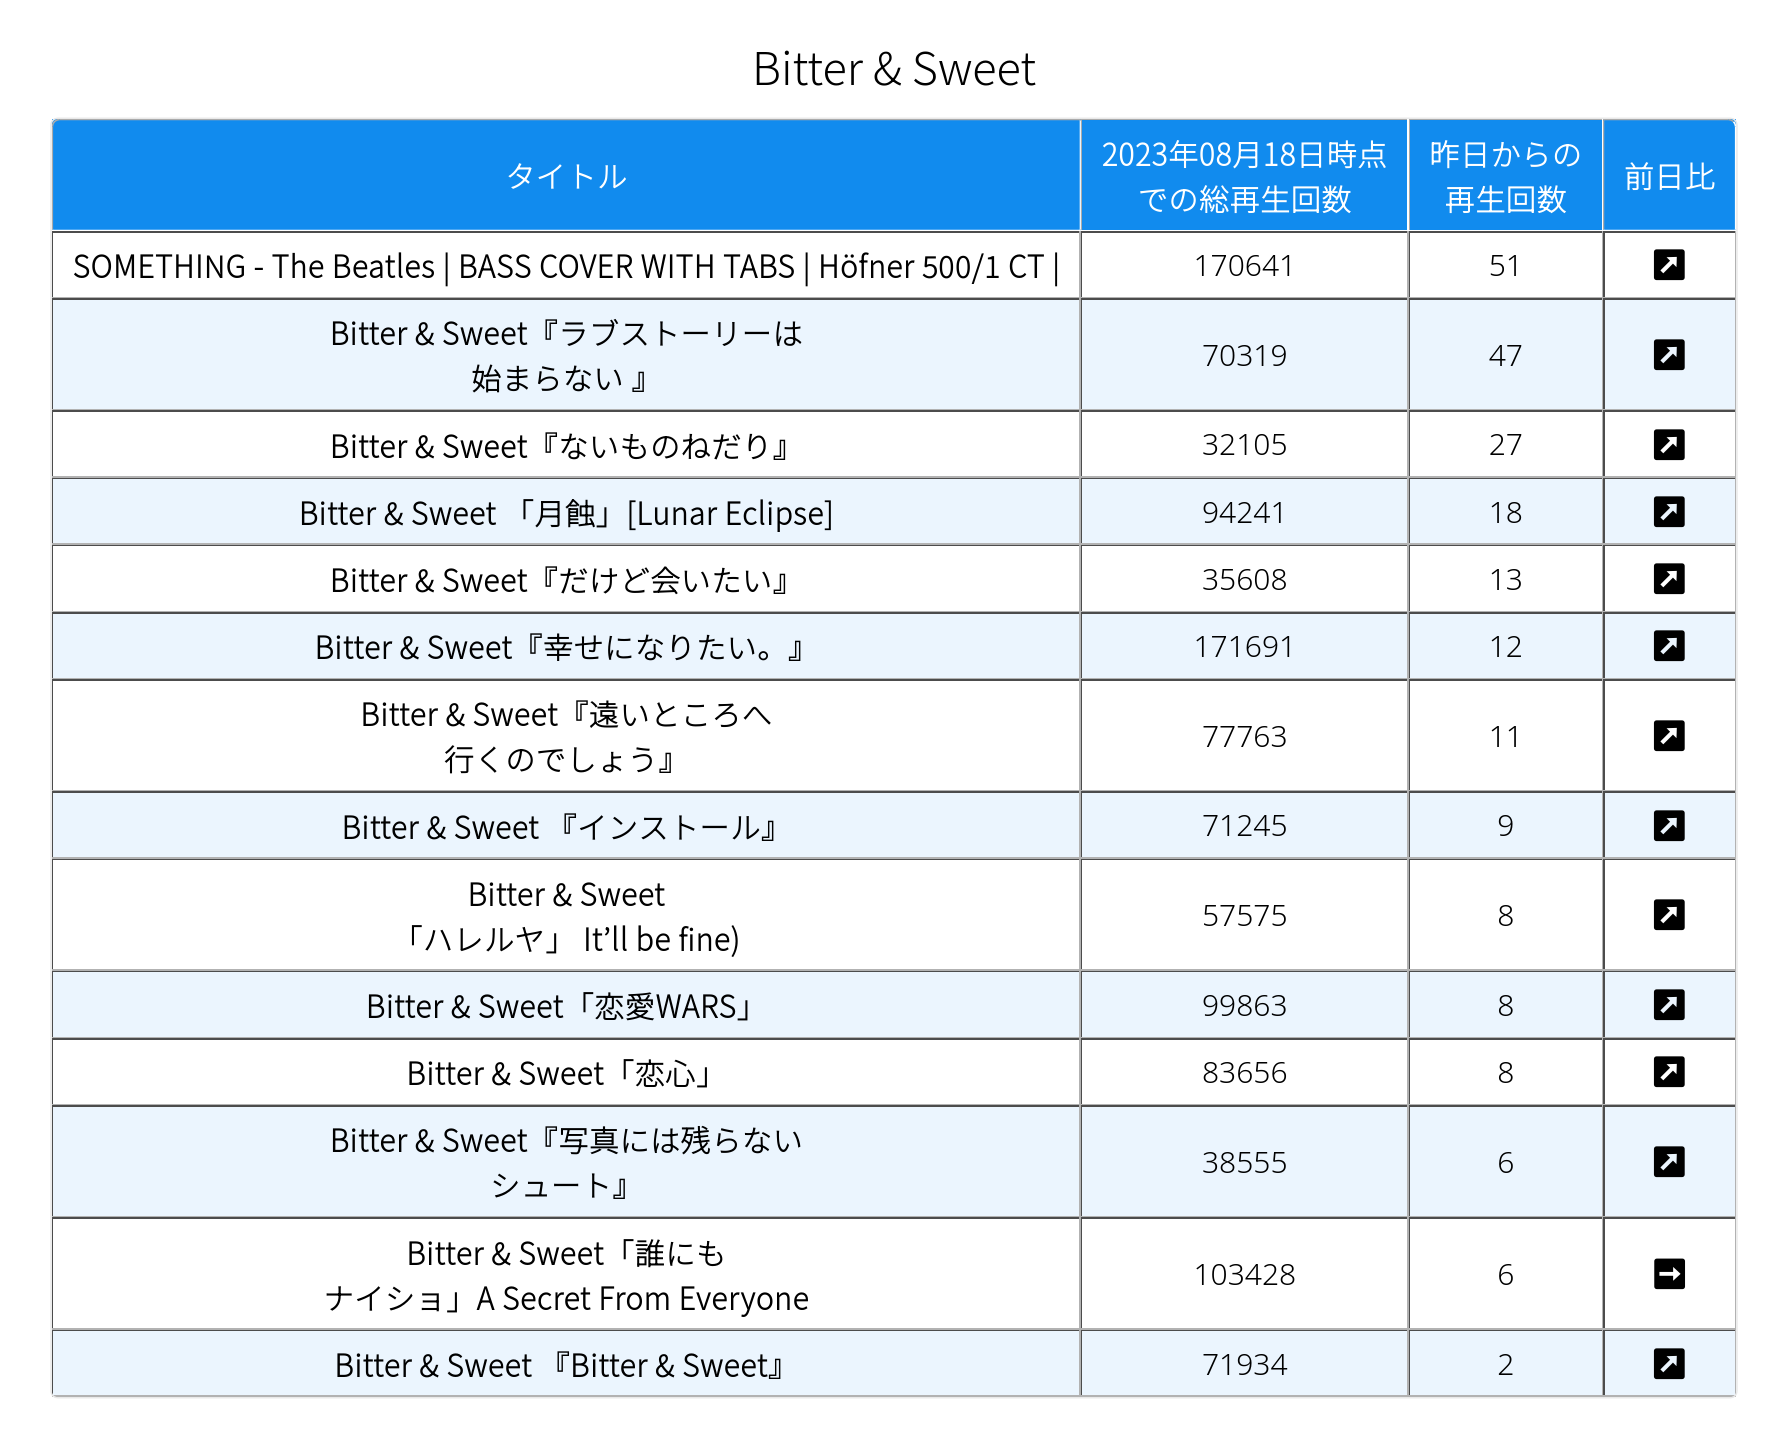 Bitter & Sweet
タイトル
2023年08月18日時点
での総再生回数
昨日からの
再生回数
前日比
SOMETHING - The Beatles | BASS COVER WITH TABS | Höfner 500/1 CT |
170641
51
Bitter & Sweet『ラブストーリーは
始まらない 』
70319
47
Bitter & Sweet『ないものねだり』
32105
27
Bitter & Sweet 「月蝕」[Lunar Eclipse]
94241
18
Bitter & Sweet『だけど会いたい』
35608
13
Bitter & Sweet『幸せになりたい。』
171691
12
Bitter & Sweet『遠いところへ
行くのでしょう』
77763
11
Bitter & Sweet 『インストール』
71245
9
Bitter & Sweet
「ハレルヤ」 It’ll be fine)
57575
8
Bitter & Sweet「恋愛WARS」
99863
8
Bitter & Sweet「恋心」
83656
8
Bitter & Sweet『写真には残らない
シュート』
38555
6
Bitter & Sweet「誰にも
ナイショ」A Secret From Everyone
103428
6
Bitter & Sweet 『Bitter & Sweet』
71934
2